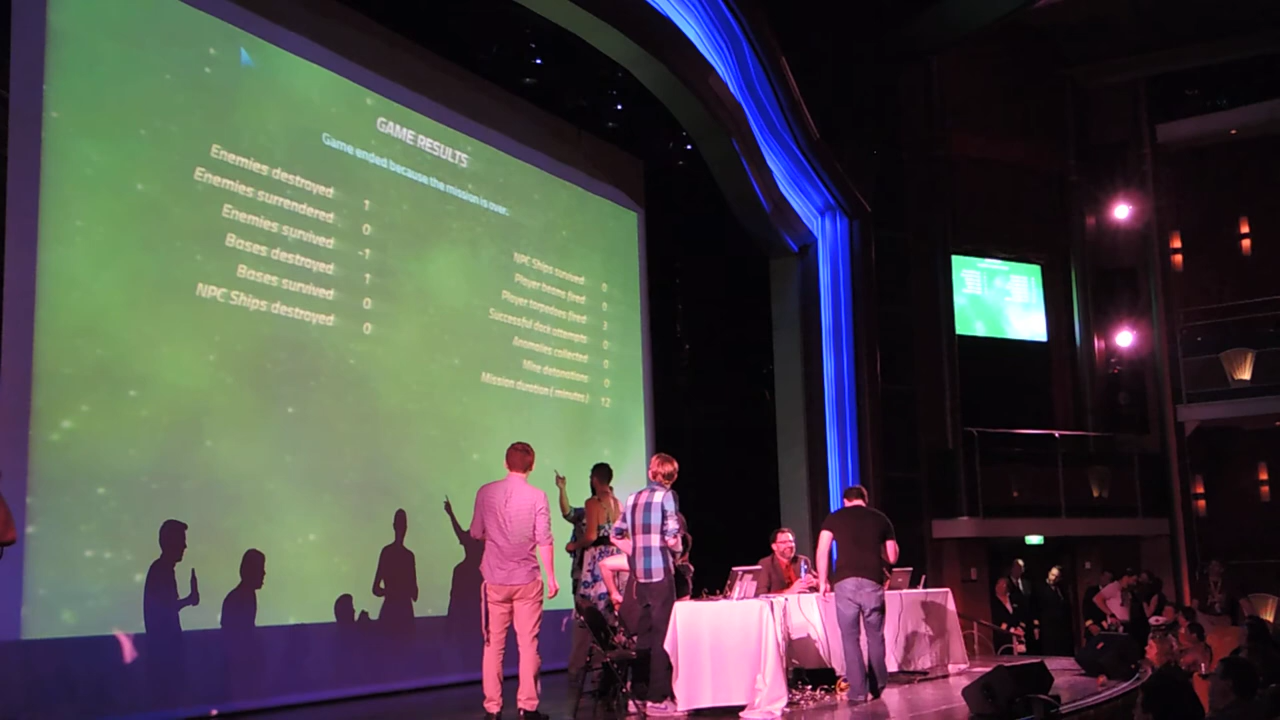 GAME RESULTS
Game ended because the mission is over.
Enemies destroyed 1
Enemies surrendered 0
Enemies survived -1
Bases destroyed 1
Bases survived 0
NPC Ships destroyed 0
NPC Ships survived 0
Player beams fired 0
Player torpedoes fired 3
Successful dock attempts 0
Anomalies collected 0
Mine detonations 0
Mission duration ( minutes ) 12